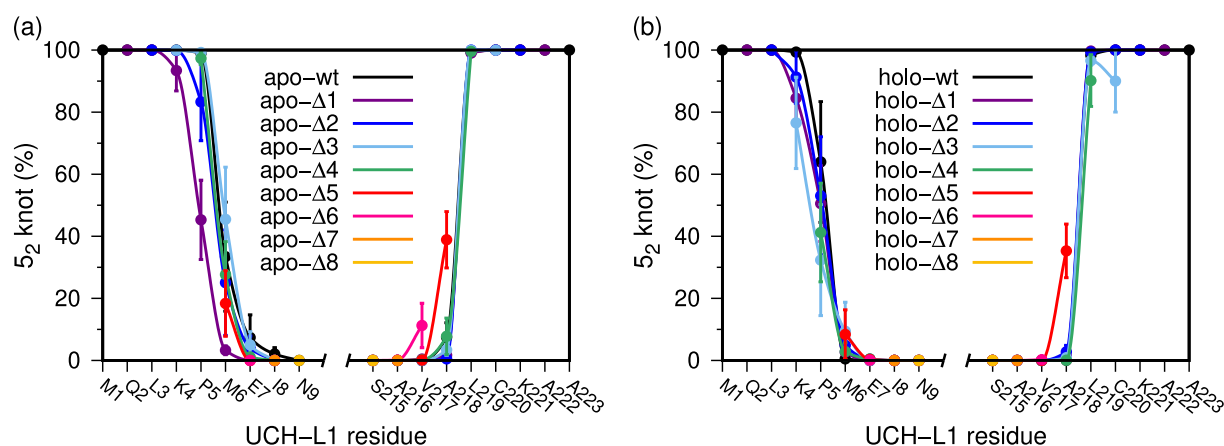 (a)
5₂ knot (%)
100
80
60
40
20
0
apo-wt
apo-Δ1
apo-Δ2
apo-Δ3
apo-Δ4
apo-Δ5
apo-Δ6
apo-Δ7
apo-Δ8
M1 Q2 L3 K4 P5 M6 E7 I8 N9 S215 A216 V217 A218 L219 C220 K221 A222 A223
UCH-L1 residue
(b)
5₂ knot (%)
100
80
60
40
20
0
holo-wt
holo-Δ1
holo-Δ2
holo-Δ3
holo-Δ4
holo-Δ5
holo-Δ6
holo-Δ7
holo-Δ8
M1 Q2 L3 K4 P5 M6 E7 I8 N9 S215 A216 V217 A218 L219 C220 K221 A222 A223
UCH-L1 residue